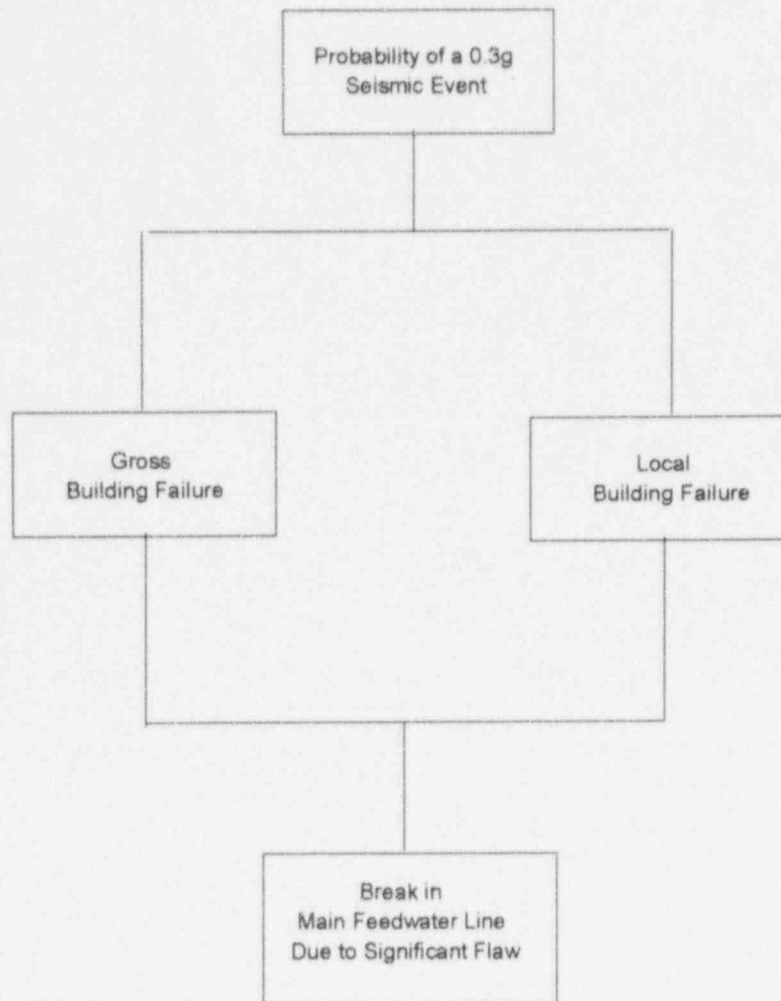 Probability of a 0.3g
Seismic Event
Gross
Building Failure
Local
Building Failure
Break in
Main Feedwater Line
Due to Significant Flaw